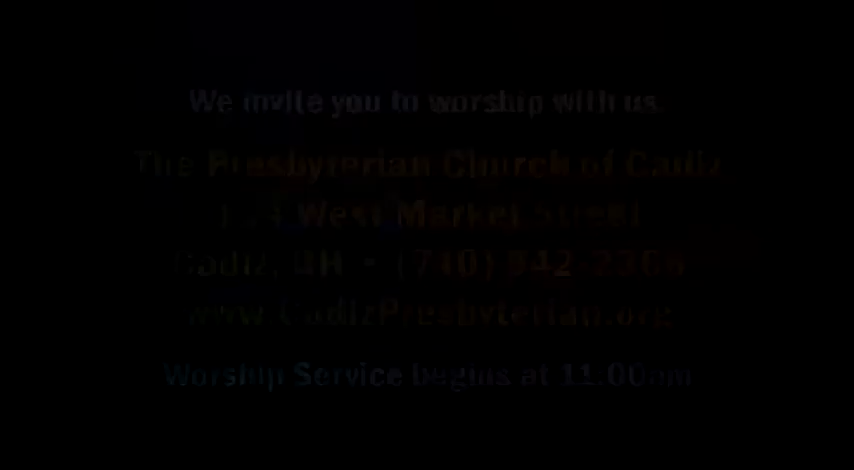 We invite you to worship with us.
The Presbyterian Church of Cadiz
West Market Street
Cadiz, OH • (740) 942
www.CadizPresbyterian.org
Worship Service begins at 11:00am